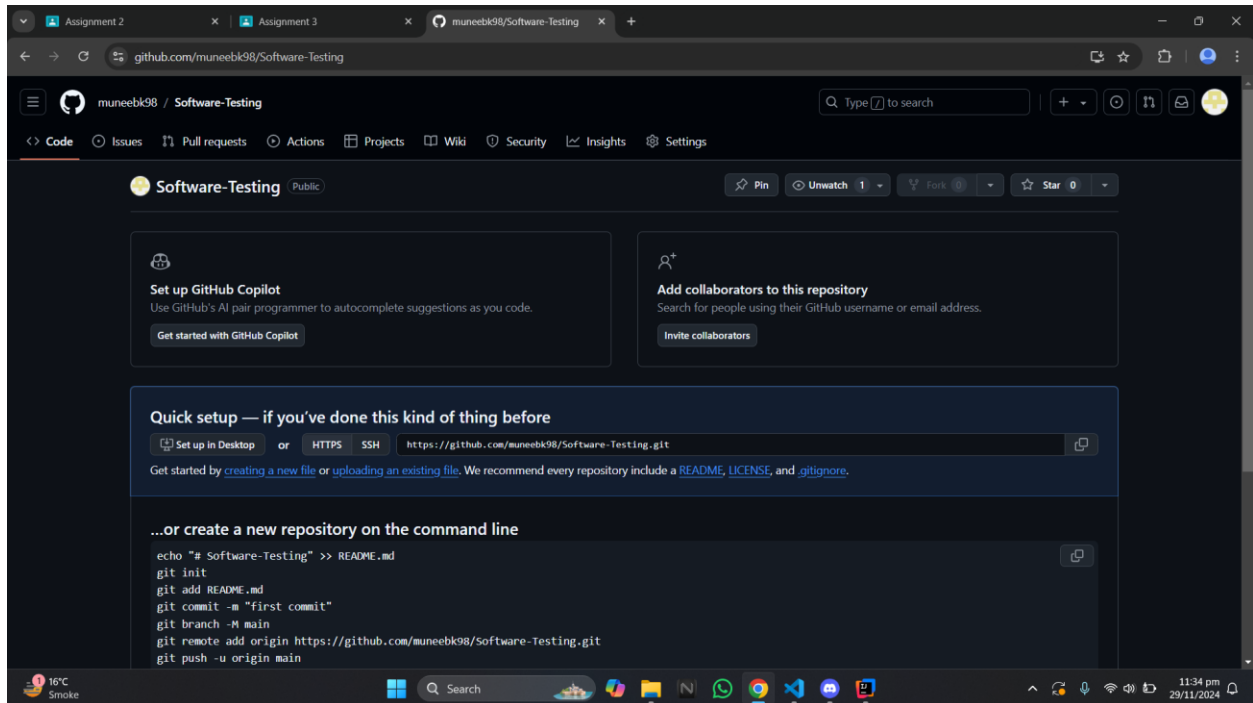 Assignment 2
Assignment 3
muneebk98/Software-Testing
github.com/muneebk98/Software-Testing
muneebk98 / Software-Testing
Type / to search
Code Issues Pull requests Actions Projects Wiki Security Insights Settings
Software-Testing Public
Pin Unwatch 1 Fork 0 Star 0
Set up GitHub Copilot
Use GitHub's AI pair programmer to autocomplete suggestions as you code.
Get started with GitHub Copilot
Add collaborators to this repository
Search for people using their GitHub username or email address.
Invite collaborators
Quick setup — if you've done this kind of thing before
Set up in Desktop or HTTPS SSH https://github.com/muneebk98/Software-Testing.git
Get started by creating a new file or uploading an existing file. We recommend every repository include a README, LICENSE, and .gitignore.
...or create a new repository on the command line
echo "# Software-Testing" >> README.md
git init
git add README.md
git commit -m "first commit"
git branch -M main
git remote add origin https://github.com/muneebk98/Software-Testing.git
git push -u origin main
1
16°C
Smoke
Search
11:34 pm
29/11/2024